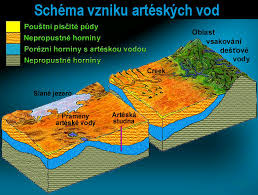 Schéma vzniku artéských vod
Pouštní písčité půdy
Nepropustné horniny
Porézní horniny s artéskou vodou
Nepropustné horniny
Oblast
vsakování
dešťové
vody
Creek
Slané jezero
Prameny
artéské vody
Artéská
studna